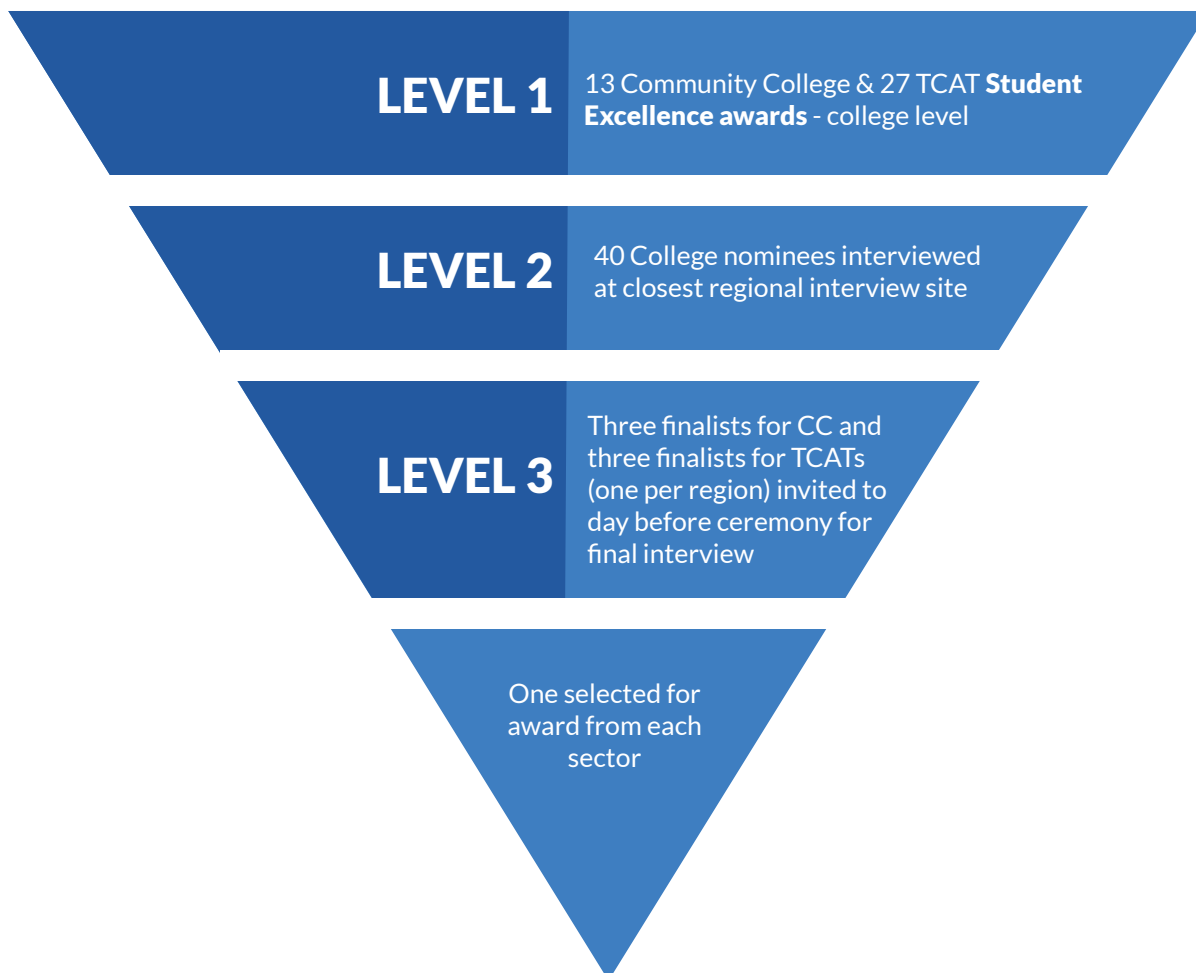 LEVEL 1
13 Community College & 27 TCAT Student
Excellence awards - college level
LEVEL 2
40 College nominees interviewed
at closest regional interview site
LEVEL 3
Three finalists for CC and
three finalists for TCATs
(one per region) invited to
day before ceremony for
final interview
One selected for
award from each
sector